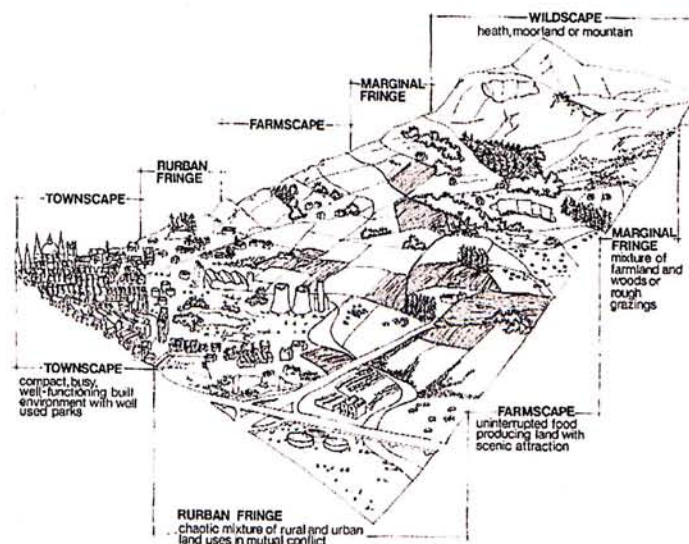 WILDSCAPE
heath, moorland or mountain
MARGINAL
FRINGE
FARMSCAPE
RURBAN
FRINGE
TOWNSCAPE
MARGINAL
FRINGE
mixture of
farmland and
woods or
rough
grazings
TOWNSCAPE
compact, busy,
well-functioning built
environment with well
used parks
FARMSCAPE
uninterrupted food
producing land with
scenic attraction
RURBAN FRINGE
chaotic mixture of rural and urban
land uses in mutual conflict